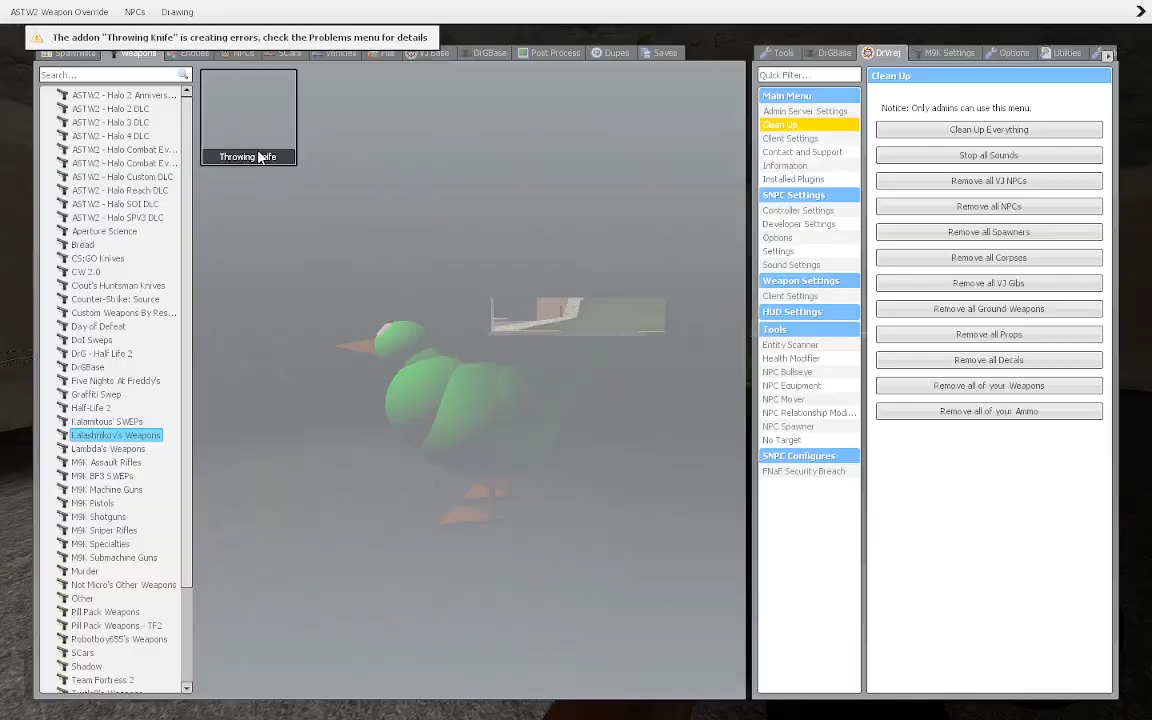 ASTW2 Weapon Override NPCs Drawing
The addon "Throwing Knife" is creating errors, check the Problems menu for details
Spawnlists Weapons Entities NPCs SCars Vehicles VJ Base DrGBase Post Process Dupes Saves
Tools DrGBase DrVrej M9K Settings Options Utilities
Search...
ASTW2 - Halo 2 Annivers...
ASTW2 - Halo 2 DLC
ASTW2 - Halo 3 DLC
ASTW2 - Halo 4 DLC
ASTW2 - Halo Combat Ev...
ASTW2 - Halo Combat Ev...
ASTW2 - Halo Custom DLC
ASTW2 - Halo Reach DLC
ASTW2 - Halo SOI DLC
ASTW2 - Halo SPV3 DLC
Aperture Science
Bread
CS:GO Knives
CW 2.0
Clout's Huntsman Knives
Counter-Strike: Source
Custom Weapons By Res...
Day of Defeat
DoI Sweps
DrG - Half Life 2
DrGBase
Five Nights At Freddy's
Graffiti Swep
Half-Life 2
Kalamitous' SWEPs
Kalashnikov's Weapons
Lambda's Weapons
M9K Assault Rifles
M9K BF3 SWEPs
M9K Machine Guns
M9K Pistols
M9K Shotguns
M9K Sniper Rifles
M9K Specialties
M9K Submachine Guns
Murder
Not Micro's Other Weapons
Other
Pill Pack Weapons
Pill Pack Weapons - TF2
Robotboy655's Weapons
SCars
Shadow
Team Fortress 2
Throwing Knife
Quick Filter...
Main Menu
Admin Server Settings
Clean Up
Client Settings
Contact and Support
Information
Installed Plugins
SNPC Settings
Controller Settings
Developer Settings
Options
Settings
Sound Settings
Weapon Settings
Client Settings
HUD Settings
Tools
Entity Scanner
Health Modifier
NPC Bullseye
NPC Equipment
NPC Mover
NPC Relationship Modi...
NPC Spawner
No Target
SNPC Configures
FNaF Security Breach
Clean Up
Notice: Only admins can use this menu.
Clean Up Everything
Stop all Sounds
Remove all VJ NPCs
Remove all NPCs
Remove all Spawners
Remove all Corpses
Remove all VJ Gibs
Remove all Ground Weapons
Remove all Props
Remove all Decals
Remove all of your Weapons
Remove all of your Ammo